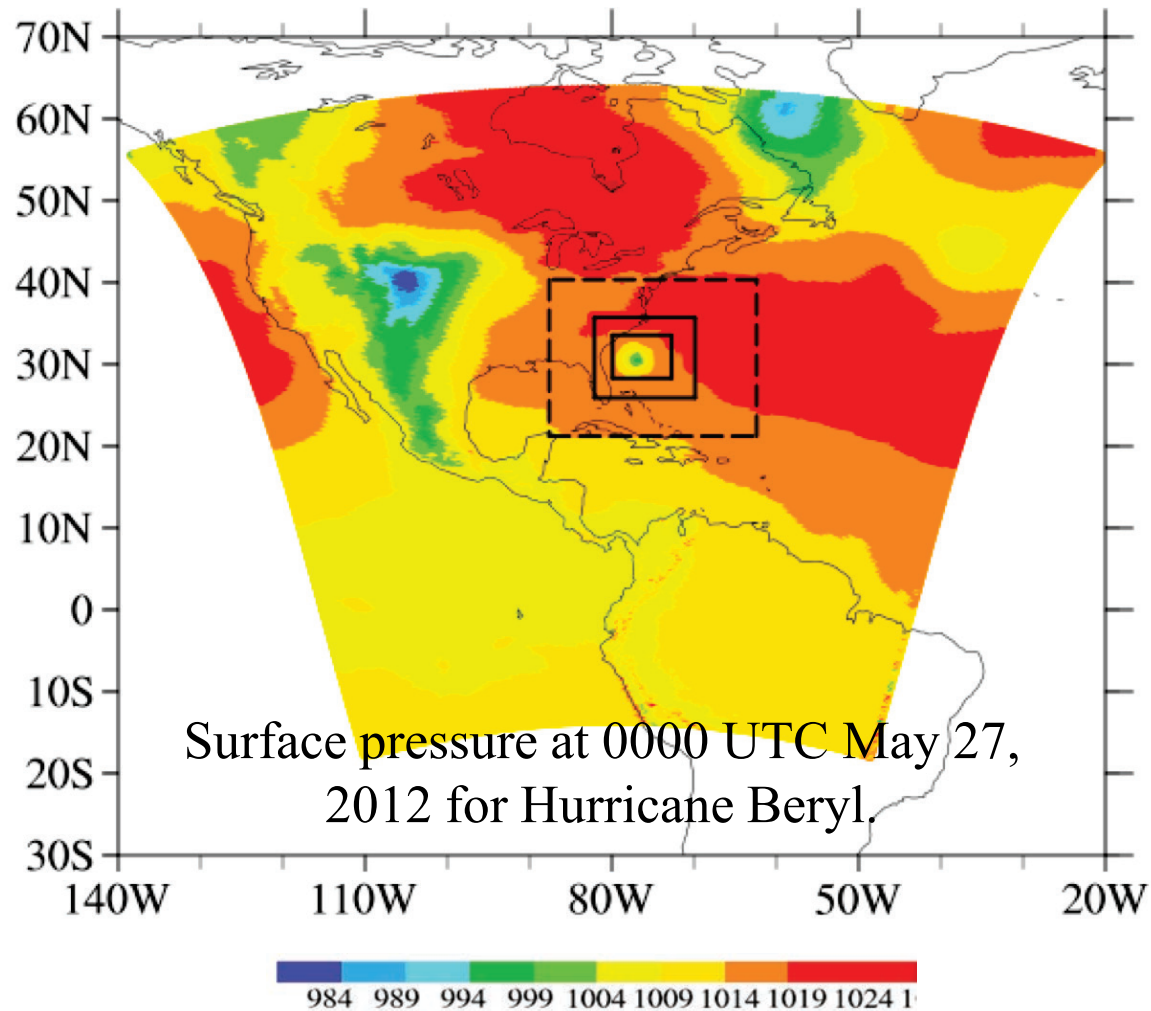 70N
60N
50N
40N
30N
20N
10N
0
10S
20S
30S
Surface pressure at 0000 UTC May 27,
2012 for Hurricane Beryl.
140W 110W 80W 50W 20W
984 989 994 999 1004 1009 1014 1019 1024